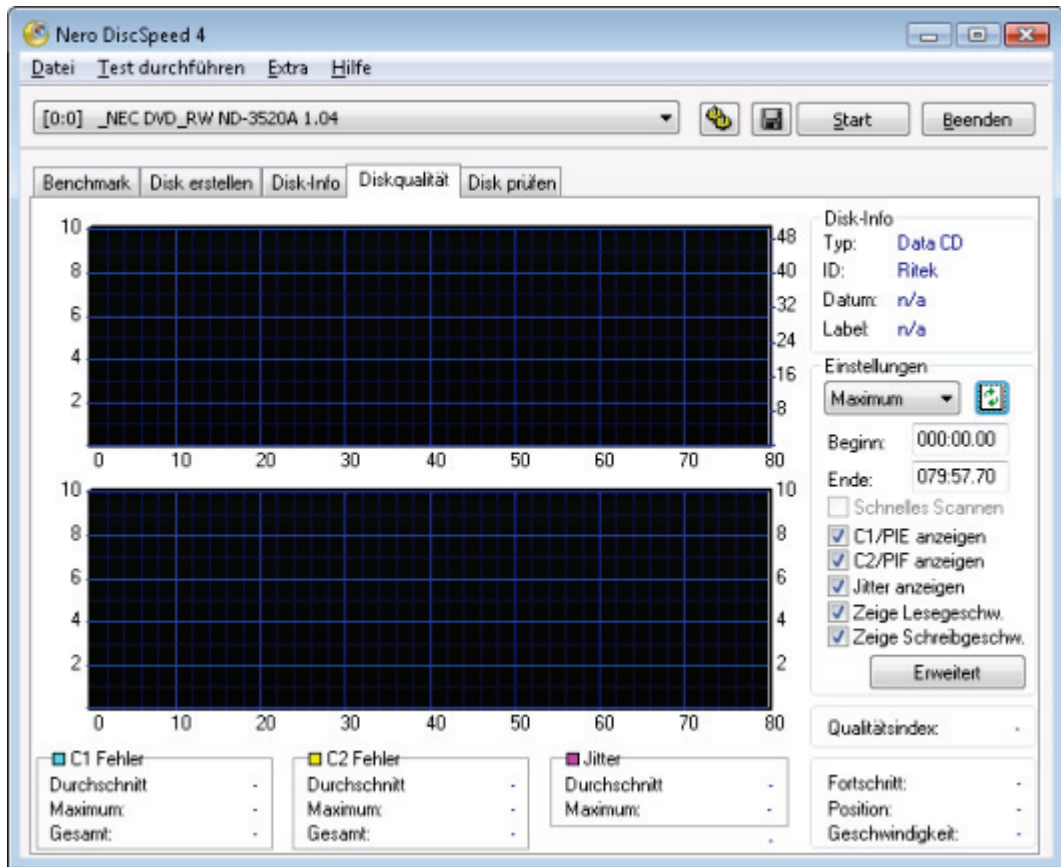 Nero DiscSpeed 4
Datei Test durchführen Extra Hilfe
[0:0] _NEC DVD_RW ND-3520A 1.04
Start
Beenden
Benchmark Disk erstellen Disk-Info Diskqualität Disk prüfen
10
8
6
4
2
48
40
32
24
16
8
0 10 20 30 40 50 60 70 80
10
8
6
4
2
10
8
6
4
2
0 10 20 30 40 50 60 70 80
Disk-Info
Typ: Data CD
ID: Ritek
Datum: n/a
Label: n/a
Einstellungen
Maximum
Beginn: 000:00.00
Ende: 079:57.70
Schnelles Scannen
C1/PIE anzeigen
C2/PIF anzeigen
Jitter anzeigen
Zeige Lesegeschw.
Zeige Schreibgeschw.
Erweitert
Qualitätsindex: -
C1 Fehler
Durchschnitt -
Maximum: -
Gesamt: -
C2 Fehler
Durchschnitt -
Maximum: -
Gesamt: -
Jitter
Durchschnitt -
Maximum: -
-
Fortschritt: -
Position: -
Geschwindigkeit: -